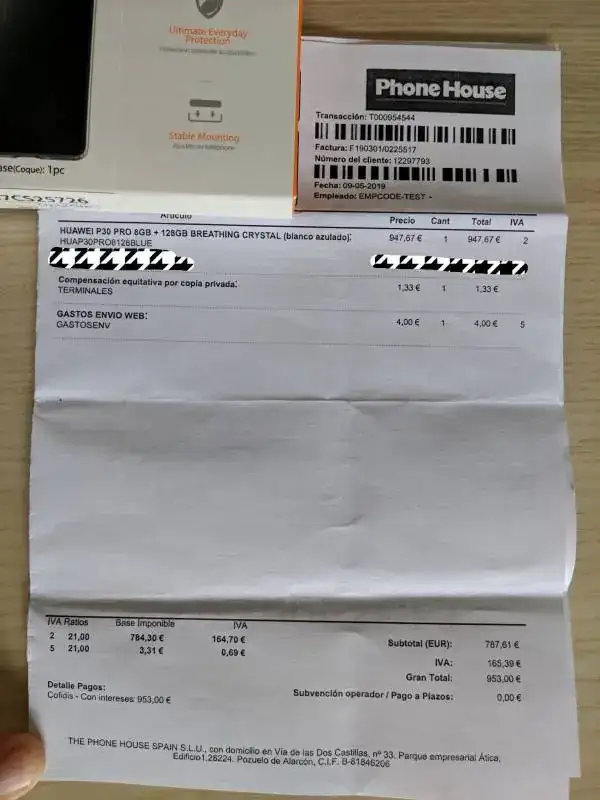 Ultimate Everyday
Protection
Stable Mounting
ase(Coque): 1pc
Phone House
Transacción: T000954544
Factura: F190301/0225517
Número del cliente: 12297793
Fecha: 09-05-2019
Empleado: EMPCODE-TEST -
Artículo Precio Cant Total IVA
HUAWEI P30 PRO 8GB + 128GB BREATHING CRYSTAL (blanco azulado): 947,67 € 1 947,67 € 2
HUAP30PRO8128BLUE
Compensación equitativa por copia privada: 1,33 € 1 1,33 €
TERMINALES
GASTOS ENVIO WEB: 4,00 € 1 4,00 € 5
GASTOSENV
IVA Ratios Base Imponible IVA
2 21,00 784,30 € 164,70 €
5 21,00 3,31 € 0,69 €
Subtotal (EUR): 787,61 €
IVA: 165,39 €
Gran Total: 953,00 €
Subvención operador / Pago a Plazos: 0,00 €
Detalle Pagos:
Cofidis - Con intereses: 953,00 €
THE PHONE HOUSE SPAIN S.L.U., con domicilio en Vía de las Dos Castillas, nº 33. Parque empresarial Ática,
Edificio1.28224. Pozuelo de Alarcón, C.I.F. B-81846206